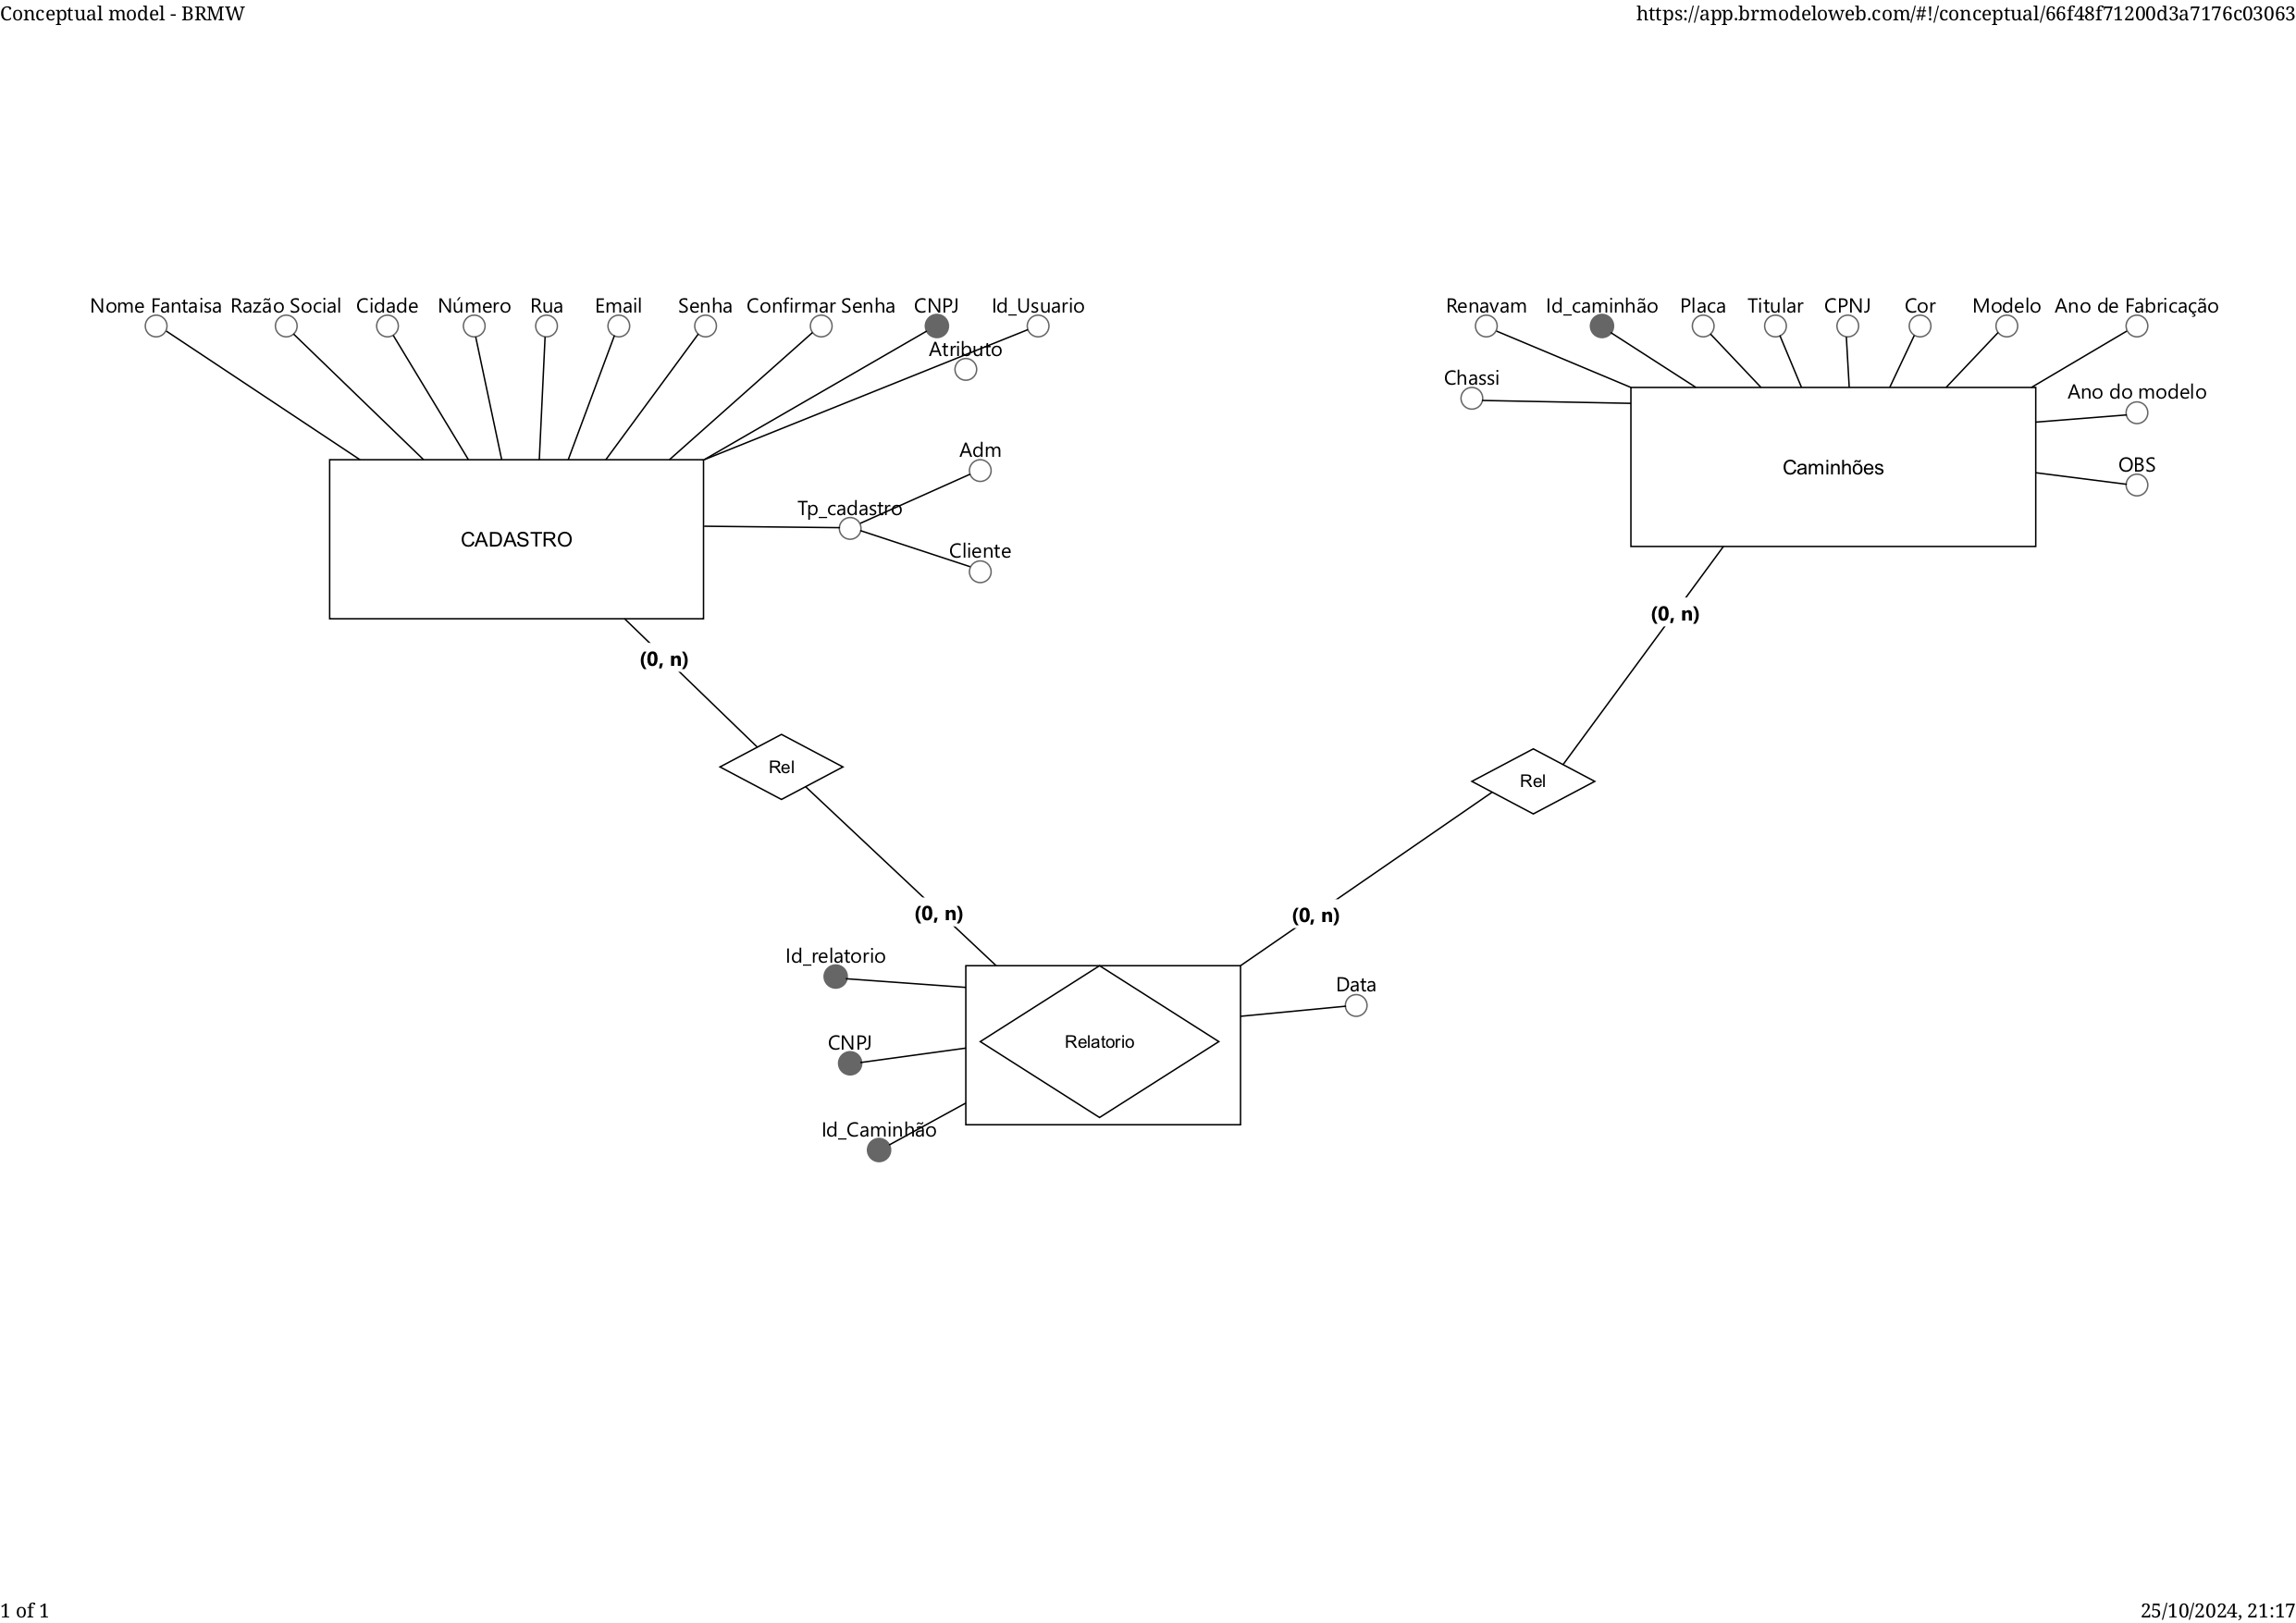 Conceptual model - BRMW
https://app.brmodeloweb.com/#!/conceptual/66f48f71200d3a7176c03063
Nome Fantaisa
Razão Social
Cidade
Número
Rua
Email
Senha
Confirmar Senha
CNPJ
Id_Usuario
Atributo
Adm
Tp_cadastro
Cliente
CADASTRO
Renavam
Id_caminhão
Placa
Titular
CPNJ
Cor
Modelo
Ano de Fabricação
Chassi
Ano do modelo
OBS
Caminhões
(0, n)
(0, n)
Rel
Rel
(0, n)
(0, n)
Id_relatorio
Data
CNPJ
Relatorio
Id_Caminhão
1 of 1
25/10/2024, 21:17